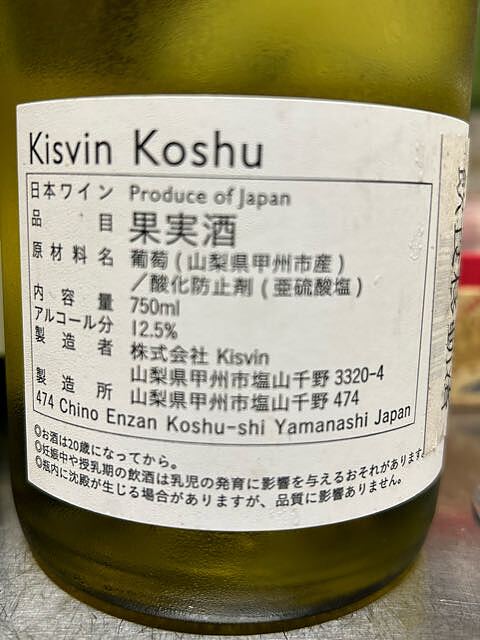 Kisvin Koshu
日本ワイン Produce of Japan
品目 果実酒
原材料名 葡萄(山梨県甲州市産)
/酸化防止剤(亜硫酸塩)
内容量 750ml
アルコール分 12.5%
製造者 株式会社 Kisvin
山梨県甲州市塩山千野 3320-4
製造所 山梨県甲州市塩山千野 474
474 Chino Enzan Koshu-shi Yamanashi Japan
◎お酒は20歳になってから。
◎妊娠中や授乳期の飲酒は乳児の発育に影響を与えるおそれがあります。
◎瓶内に沈殿が生じる場合がありますが、品質に影響ありません。